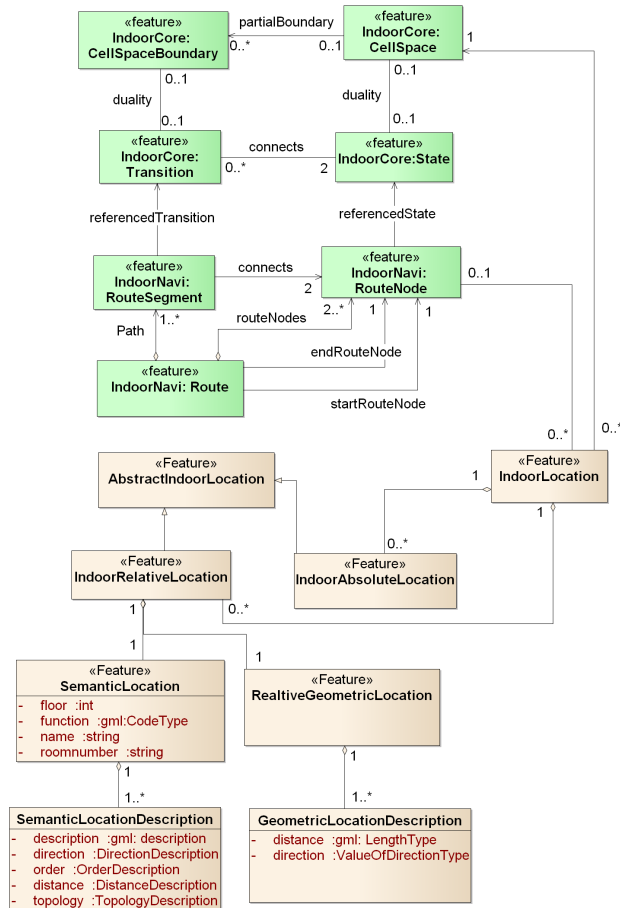 «feature»
IndoorCore:
CellSpaceBoundary
partialBoundary
0..*
0..1
«feature»
IndoorCore:
CellSpace
1
0..1
duality
0..1
0..1
duality
0..1
«feature»
IndoorCore:
Transition
connects
0..*
2
«feature»
IndoorCore:State
referencedTransition
referencedState
«feature»
IndoorNavi:
RouteSegment
connects
2
«feature»
IndoorNavi:
RouteNode
0..1
1..*
Path
routeNodes
2..*
1
1
endRouteNode
«feature»
IndoorNavi: Route
startRouteNode
0..*
0..*
«Feature»
AbstractIndoorLocation
«Feature»
IndoorLocation
1
1
0..*
«Feature»
IndoorRelativeLocation
«Feature»
IndoorAbsoluteLocation
1
0..*
1
1
«Feature»
SemanticLocation
- floor :int
- function :gml:CodeType
- name :string
- roomnumber :string
«Feature»
RealtiveGeometricLocation
1
1..*
1
1..*
SemanticLocationDescription
- description :gml: description
- direction :DirectionDescription
- order :OrderDescription
- distance :DistanceDescription
- topology :TopologyDescription
GeometricLocationDescription
- distance :gml: LengthType
- direction :ValueOfDirectionType